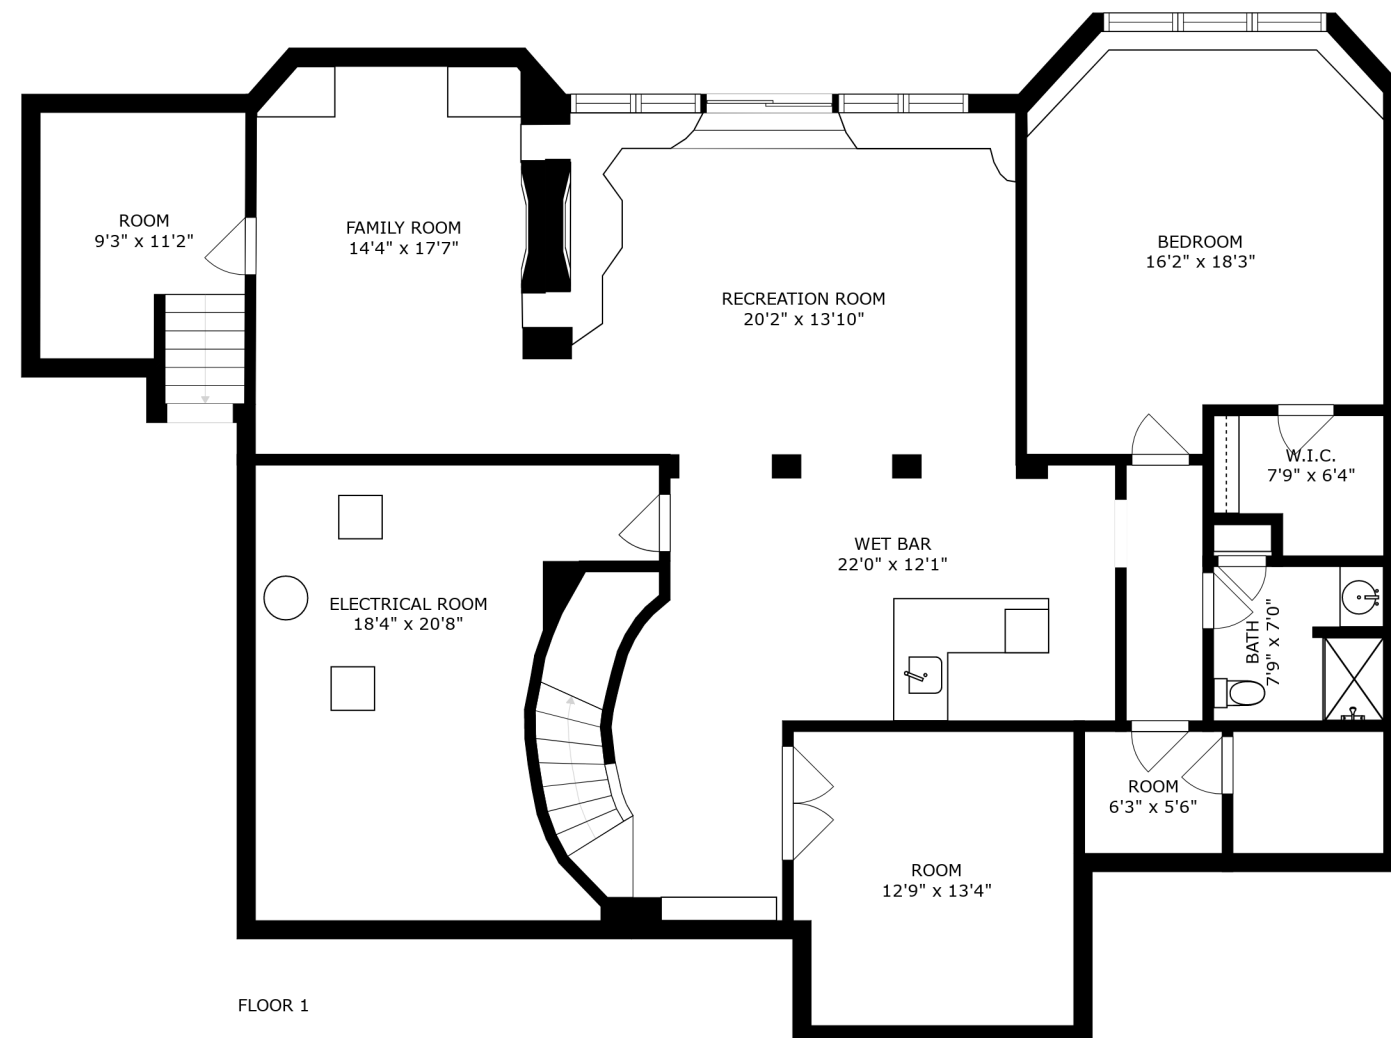 ROOM
9'3" x 11'2"
FAMILY ROOM
14'4" x 17'7"
RECREATION ROOM
20'2" x 13'10"
BEDROOM
16'2" x 18'3"
W.I.C.
7'9" x 6'4"
WET BAR
22'0" x 12'1"
ELECTRICAL ROOM
18'4" x 20'8"
BATH
7'9" x 7'0"
ROOM
6'3" x 5'6"
ROOM
12'9" x 13'4"
FLOOR 1